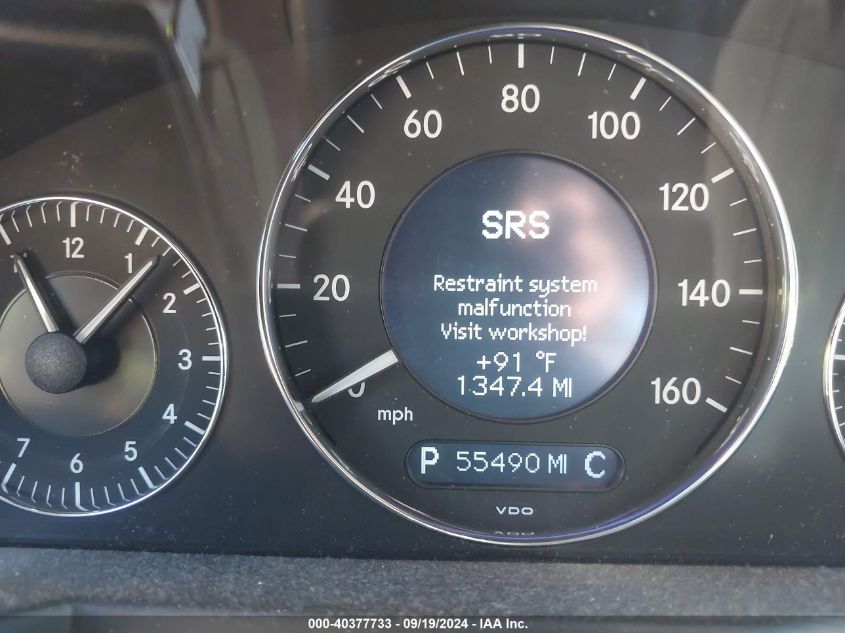 80
60
100
40
120
20
140
0
160
mph
SRS
Restraint system
malfunction
Visit workshop!
+91 °F
1347.4 MI
P 55490 MI C
VDO
12
1
2
3
4
5
6
7
000-40377733 - 09/19/2024 - IAA Inc.